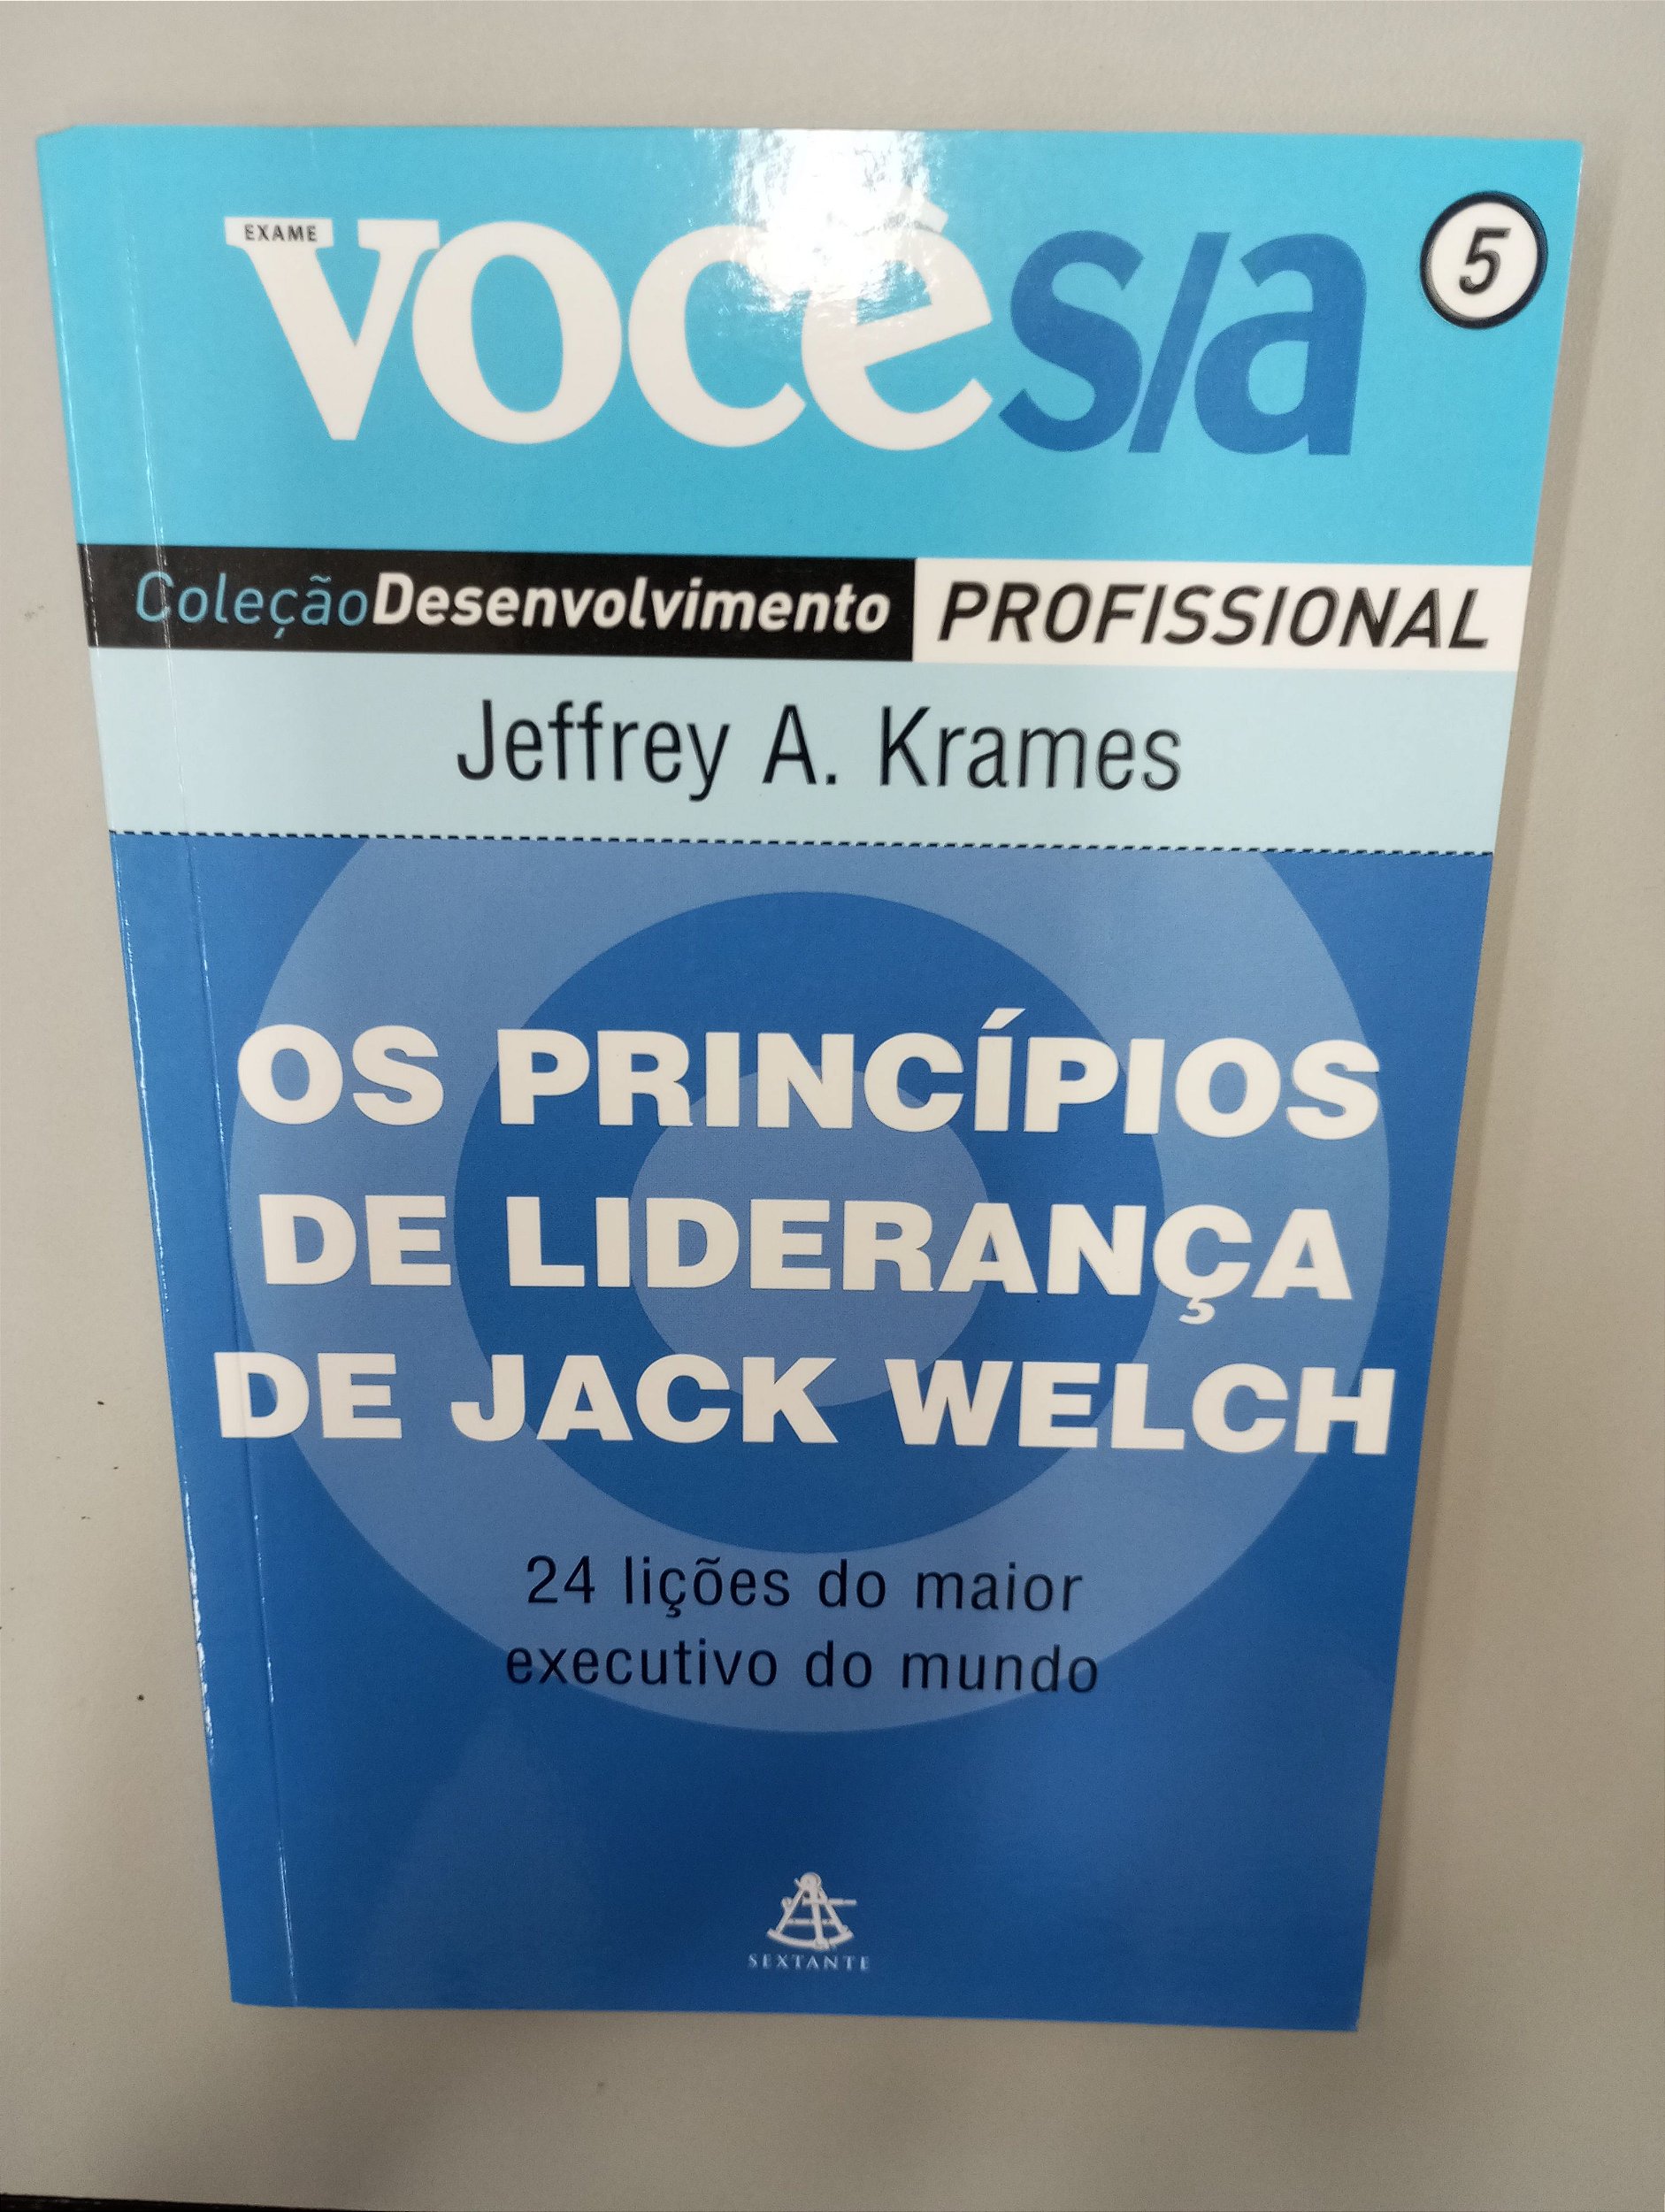 EXAME
você s/a
5
Coleção Desenvolvimento PROFISSIONAL
Jeffrey A. Krames
OS PRINCÍPIOS
DE LIDERANÇA
DE JACK WELCH
24 lições do maior
executivo do mundo
SEXTANTE